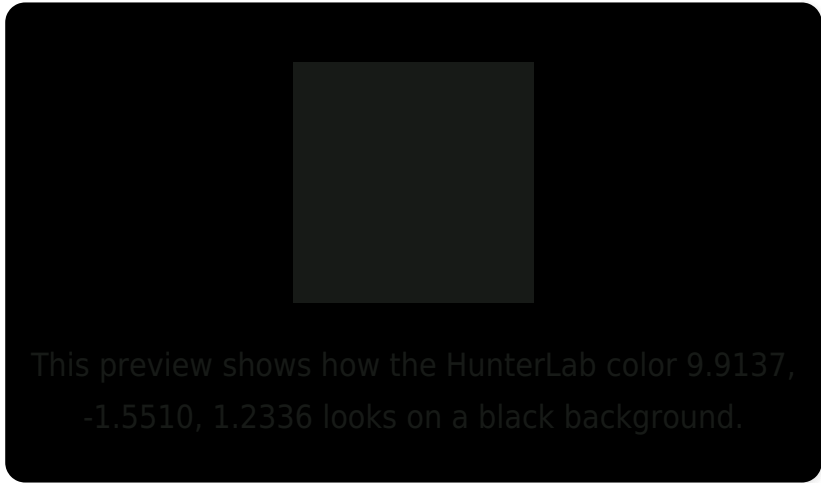 This preview shows how the HunterLab color 9.9137,
-1.5510, 1.2336 looks on a black background.